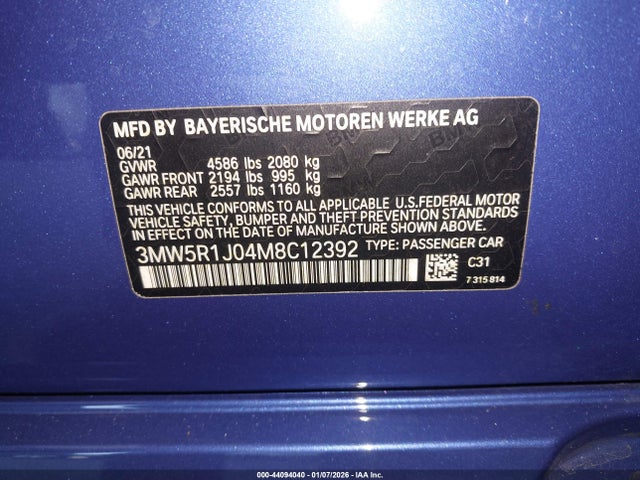 MFD BY BAYERISCHE MOTOREN WERKE AG
06/21
GVWR 4586 lbs 2080 kg
GAWR FRONT 2194 lbs 995 kg
GAWR REAR 2557 lbs 1160 kg
THIS VEHICLE CONFORMS TO ALL APPLICABLE U.S.FEDERAL MOTOR
VEHICLE SAFETY, BUMPER AND THEFT PREVENTION STANDARDS
IN EFFECT ON THE DATE OF MANUFACTURE SHOWN ABOVE.
3MW5R1J04M8C12392 TYPE: PASSENGER CAR
C31
7 315 814
000-44094040 - 01/07/2026 - IAA Inc.